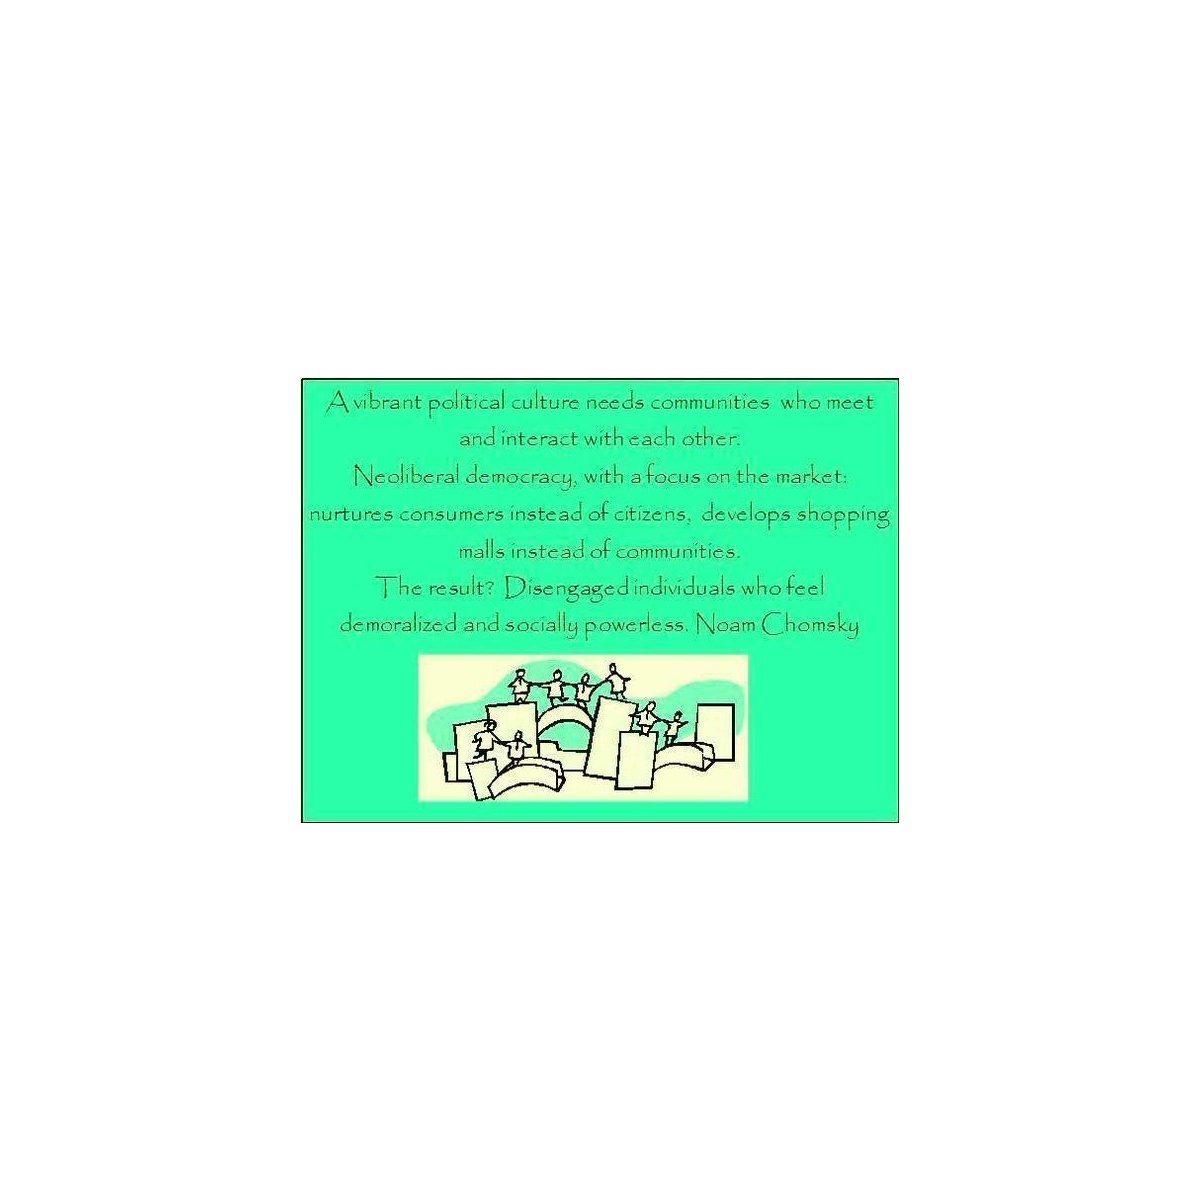 A vibrant political culture needs communities who meet
and interact with each other.
Neoliberal democracy, with a focus on the market:
nurtures consumers instead of citizens, develops shopping
malls instead of communities.
The result? Disengaged individuals who feel
demoralized and socially powerless. Noam Chomsky